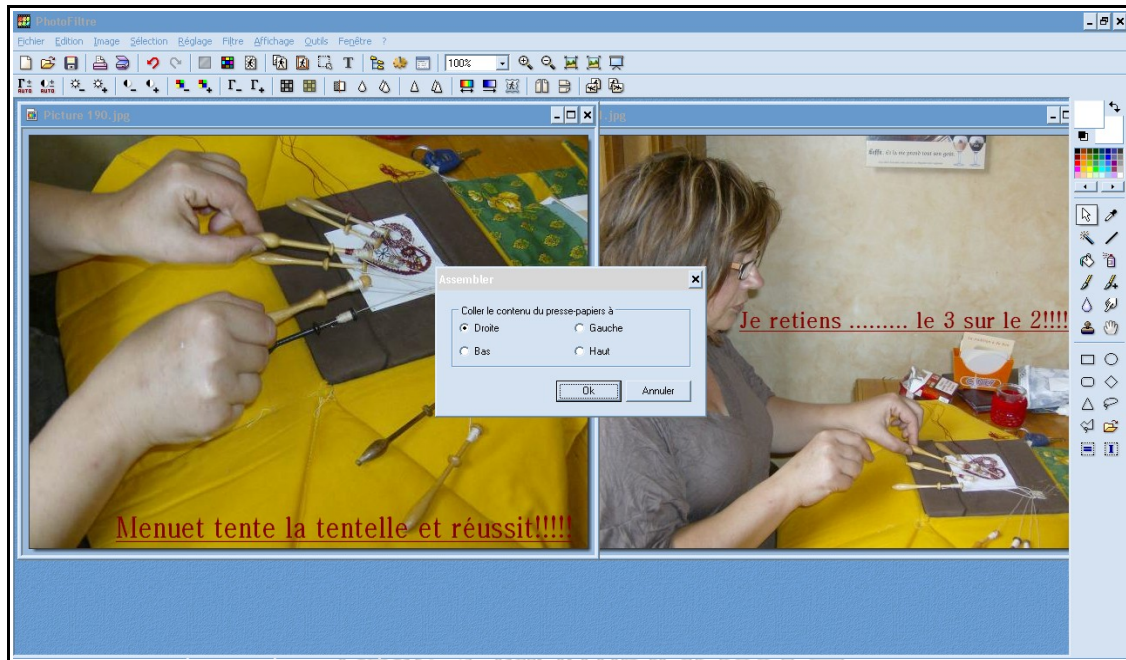 PhotoFiltre
Fichier Edition Image Sélection Réglage Filtre Affichage Outils Fenêtre ?
T 100%
AUTO AUTO
Picture 190.jpg
.jpg
Je retiens ......... le 3 sur le 2!!!!
Assembler
Coller le contenu du presse-papiers à
Droite Gauche
Bas Haut
Ok Annuler
Menuet tente la tentelle et réussit!!!!!